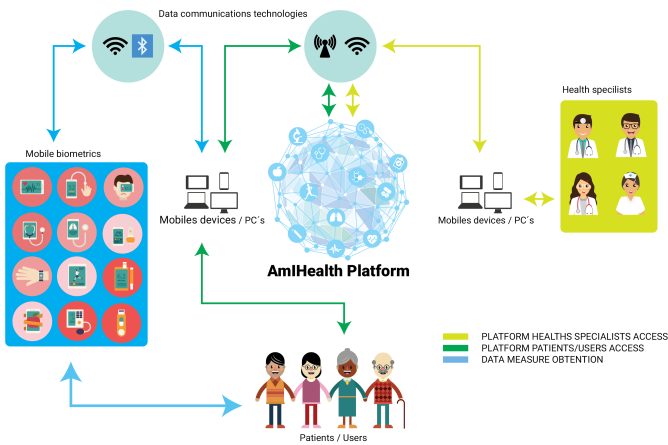 Data communications technologies
Health specilists
Mobile biometrics
Mobiles devices / PC´s
Mobiles devices / PC´s
AmIHealth Platform
PLATFORM HEALTHS SPECIALISTS ACCESS
PLATFORM PATIENTS/USERS ACCESS
DATA MEASURE OBTENTION
Patients / Users